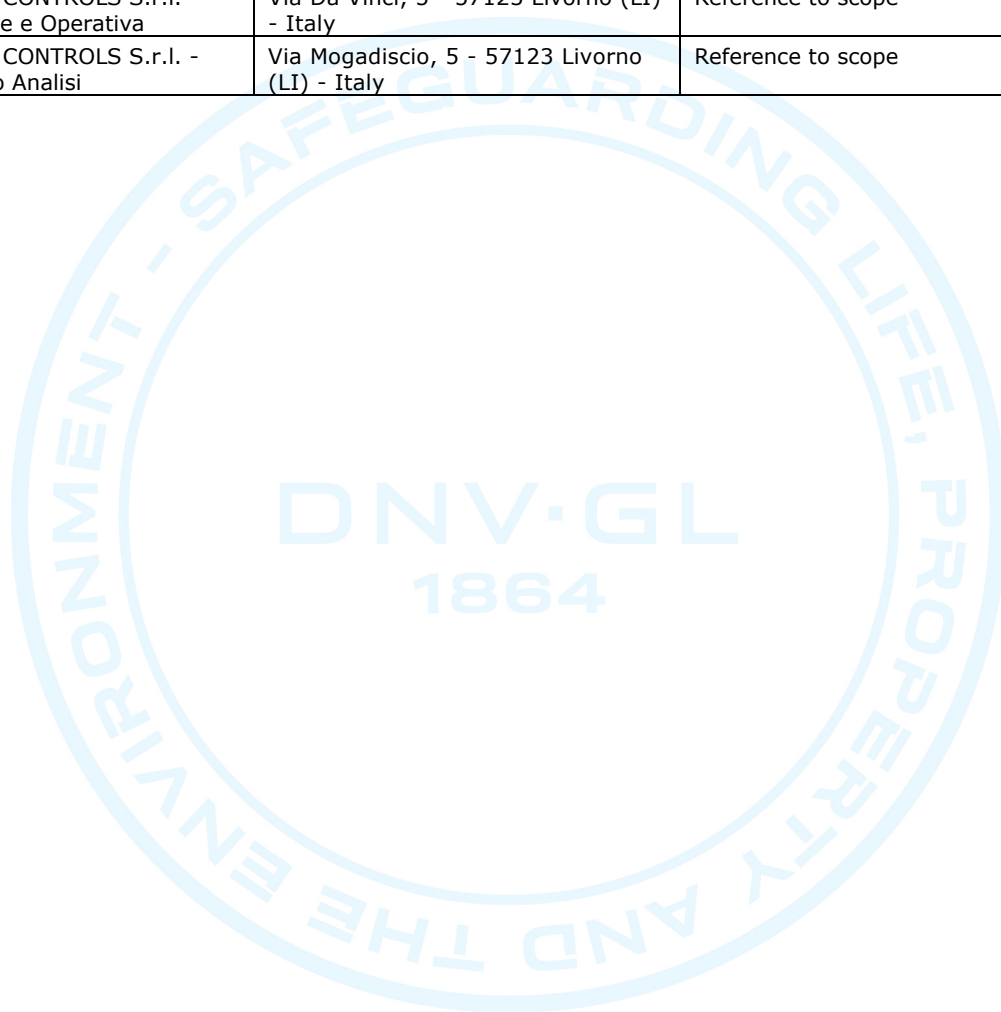 CONTROLS S.r.l.
e e Operativa
Via Da Vinci, - 57123 Livorno (LI)
- Italy
Reference to scope
CONTROLS S.r.l. -
o Analisi
Via Mogadiscio, 5 - 57123 Livorno
(LI) - Italy
Reference to scope
SAFEGUARDING LIFE, PROPERTY AND THE ENVIRONMENT -
DNV·GL
1864